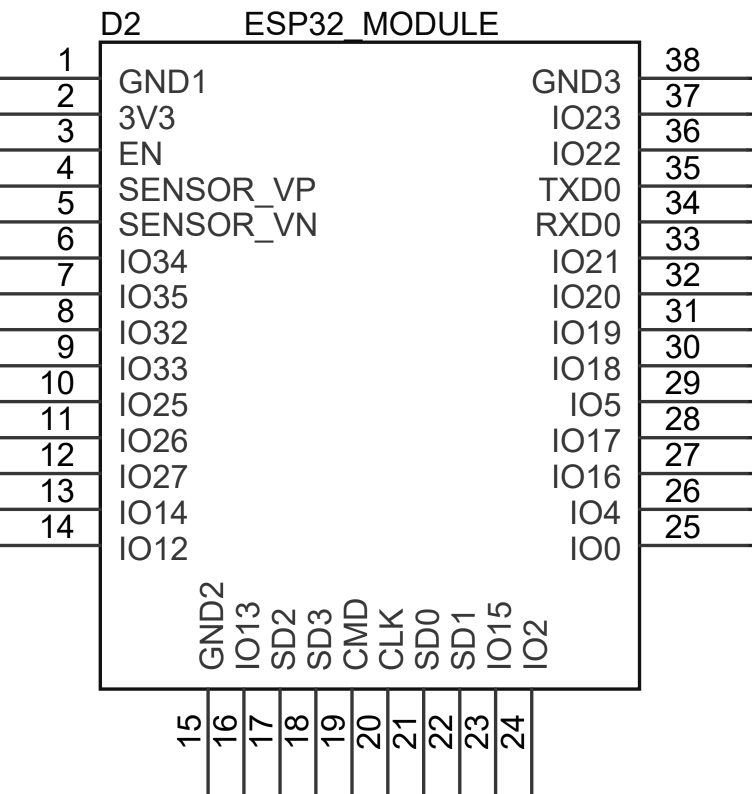 D2 ESP32_MODULE
1 GND1 GND3 38
2 3V3 IO23 37
3 EN IO22 36
4 SENSOR_VP TXD0 35
5 SENSOR_VN RXD0 34
6 IO34 IO21 33
7 IO35 IO20 32
8 IO32 IO19 31
9 IO33 IO18 30
10 IO25 IO5 29
11 IO26 IO17 28
12 IO27 IO16 27
13 IO14 IO4 26
14 IO12 IO0 25
GND2 IO13 SD2 SD3 CMD CLK SD0 SD1 IO15 IO2
15 16 17 18 19 20 21 22 23 24